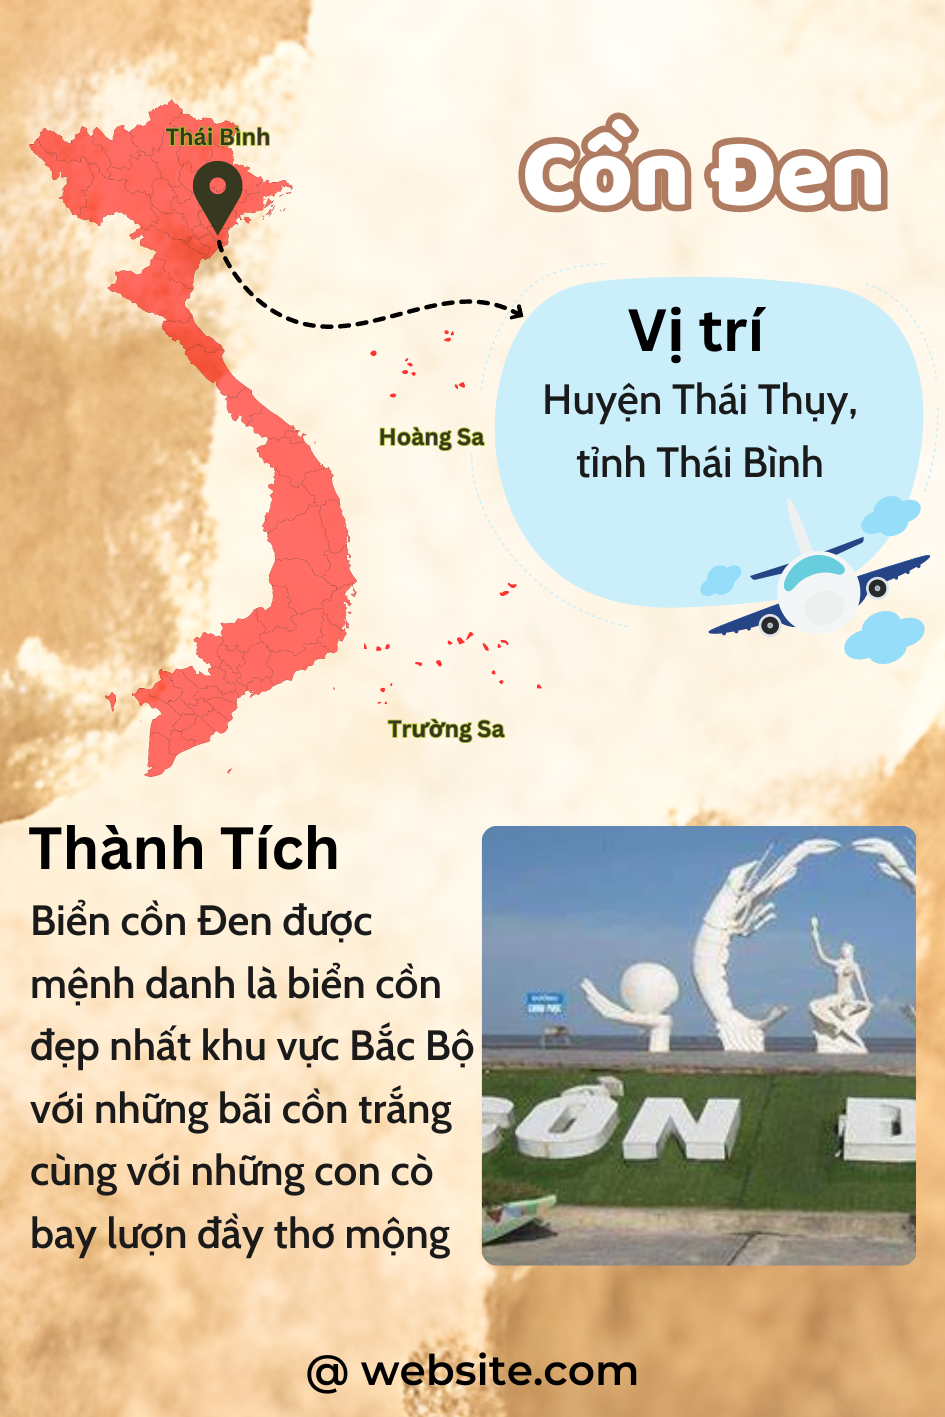 Thái Bình
Cồn Đen
Vị trí
Huyện Thái Thụy,
tỉnh Thái Bình
Hoàng Sa
Trường Sa
Thành Tích
Biển cồn Đen được
mệnh danh là biển cồn
đẹp nhất khu vực Bắc Bộ
với những bãi cồn trắng
cùng với những con cò
bay lượn đầy thơ mộng
CỒN Đ
@ website.com